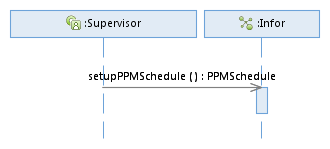 :Supervisor
:Infor
setupPPMSchedule ( ) : PPMSchedule